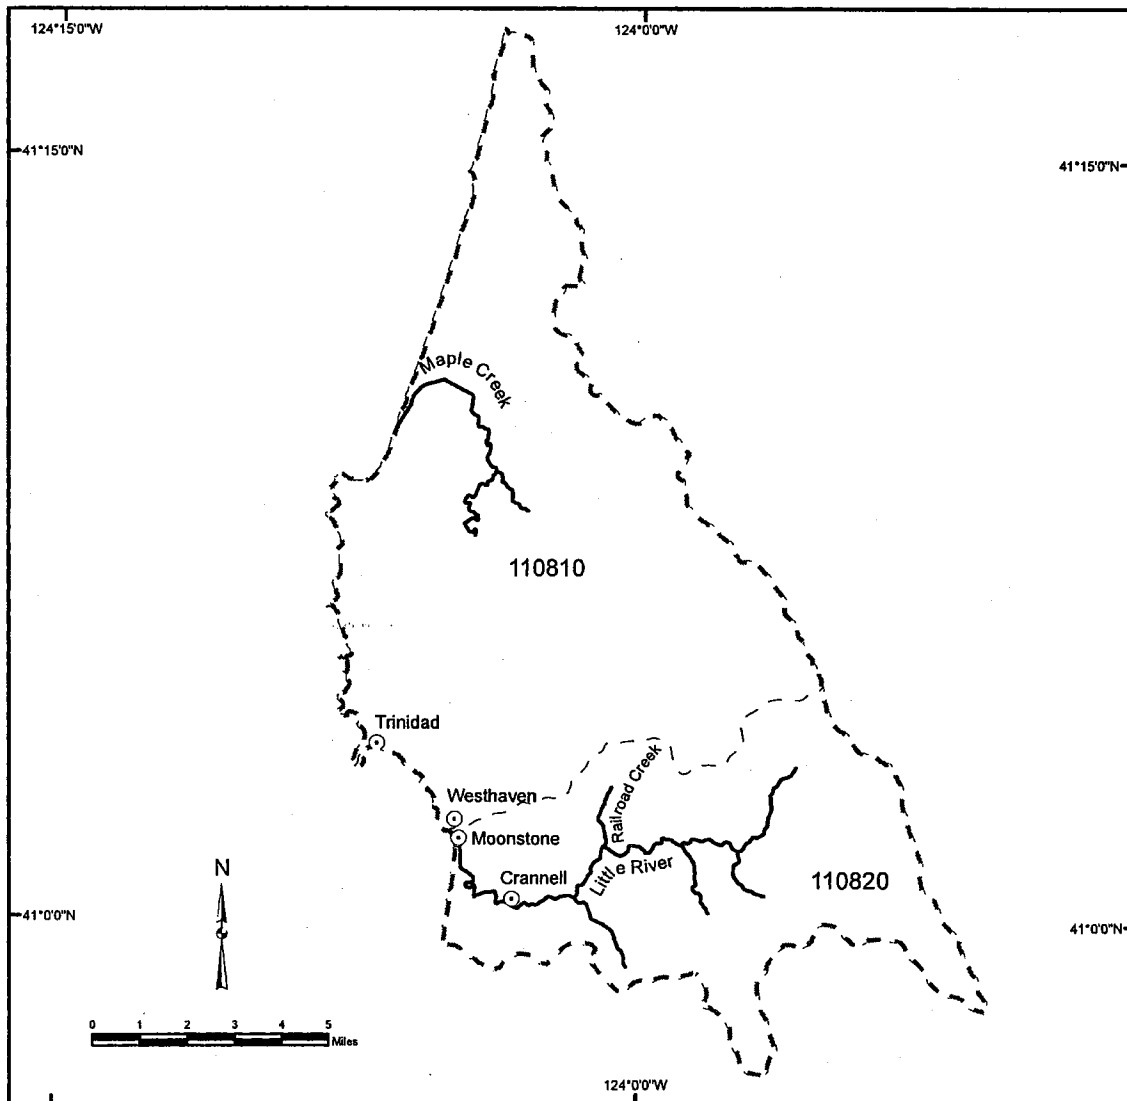 124°15'0"W
124°0'0"W
41°15'0"N
41°15'0"N
Maple Creek
110810
Trinidad
Railroad Creek
Westhaven
Moonstone
Crannell
Little River
110820
N
41°0'0"N
41°0'0"N
0 1 2 3 4 5
Miles
124°0'0"W